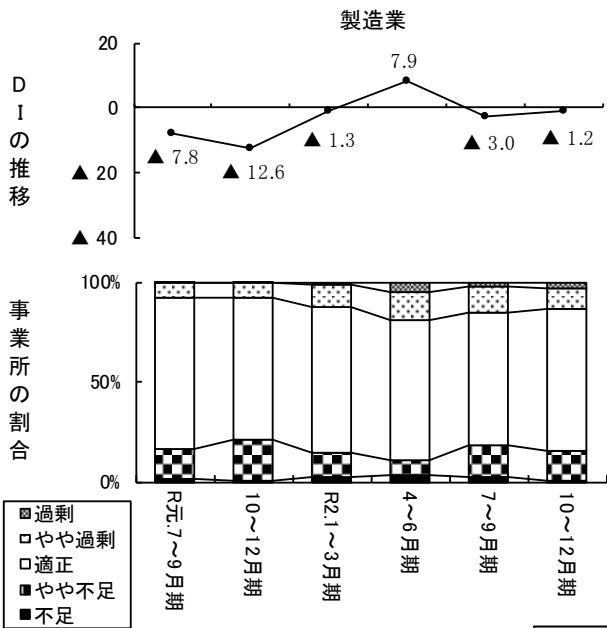 製造業
DIの推移
20
0
▲ 20
▲ 40
▲ 7.8
▲ 12.6
▲ 1.3
7.9
▲ 3.0
▲ 1.2
事業所の割合
100%
50%
0%
R元.7～9月期
10～12月期
R2.1～3月期
4～6月期
7～9月期
10～12月期
過剰
やや過剰
適正
やや不足
不足